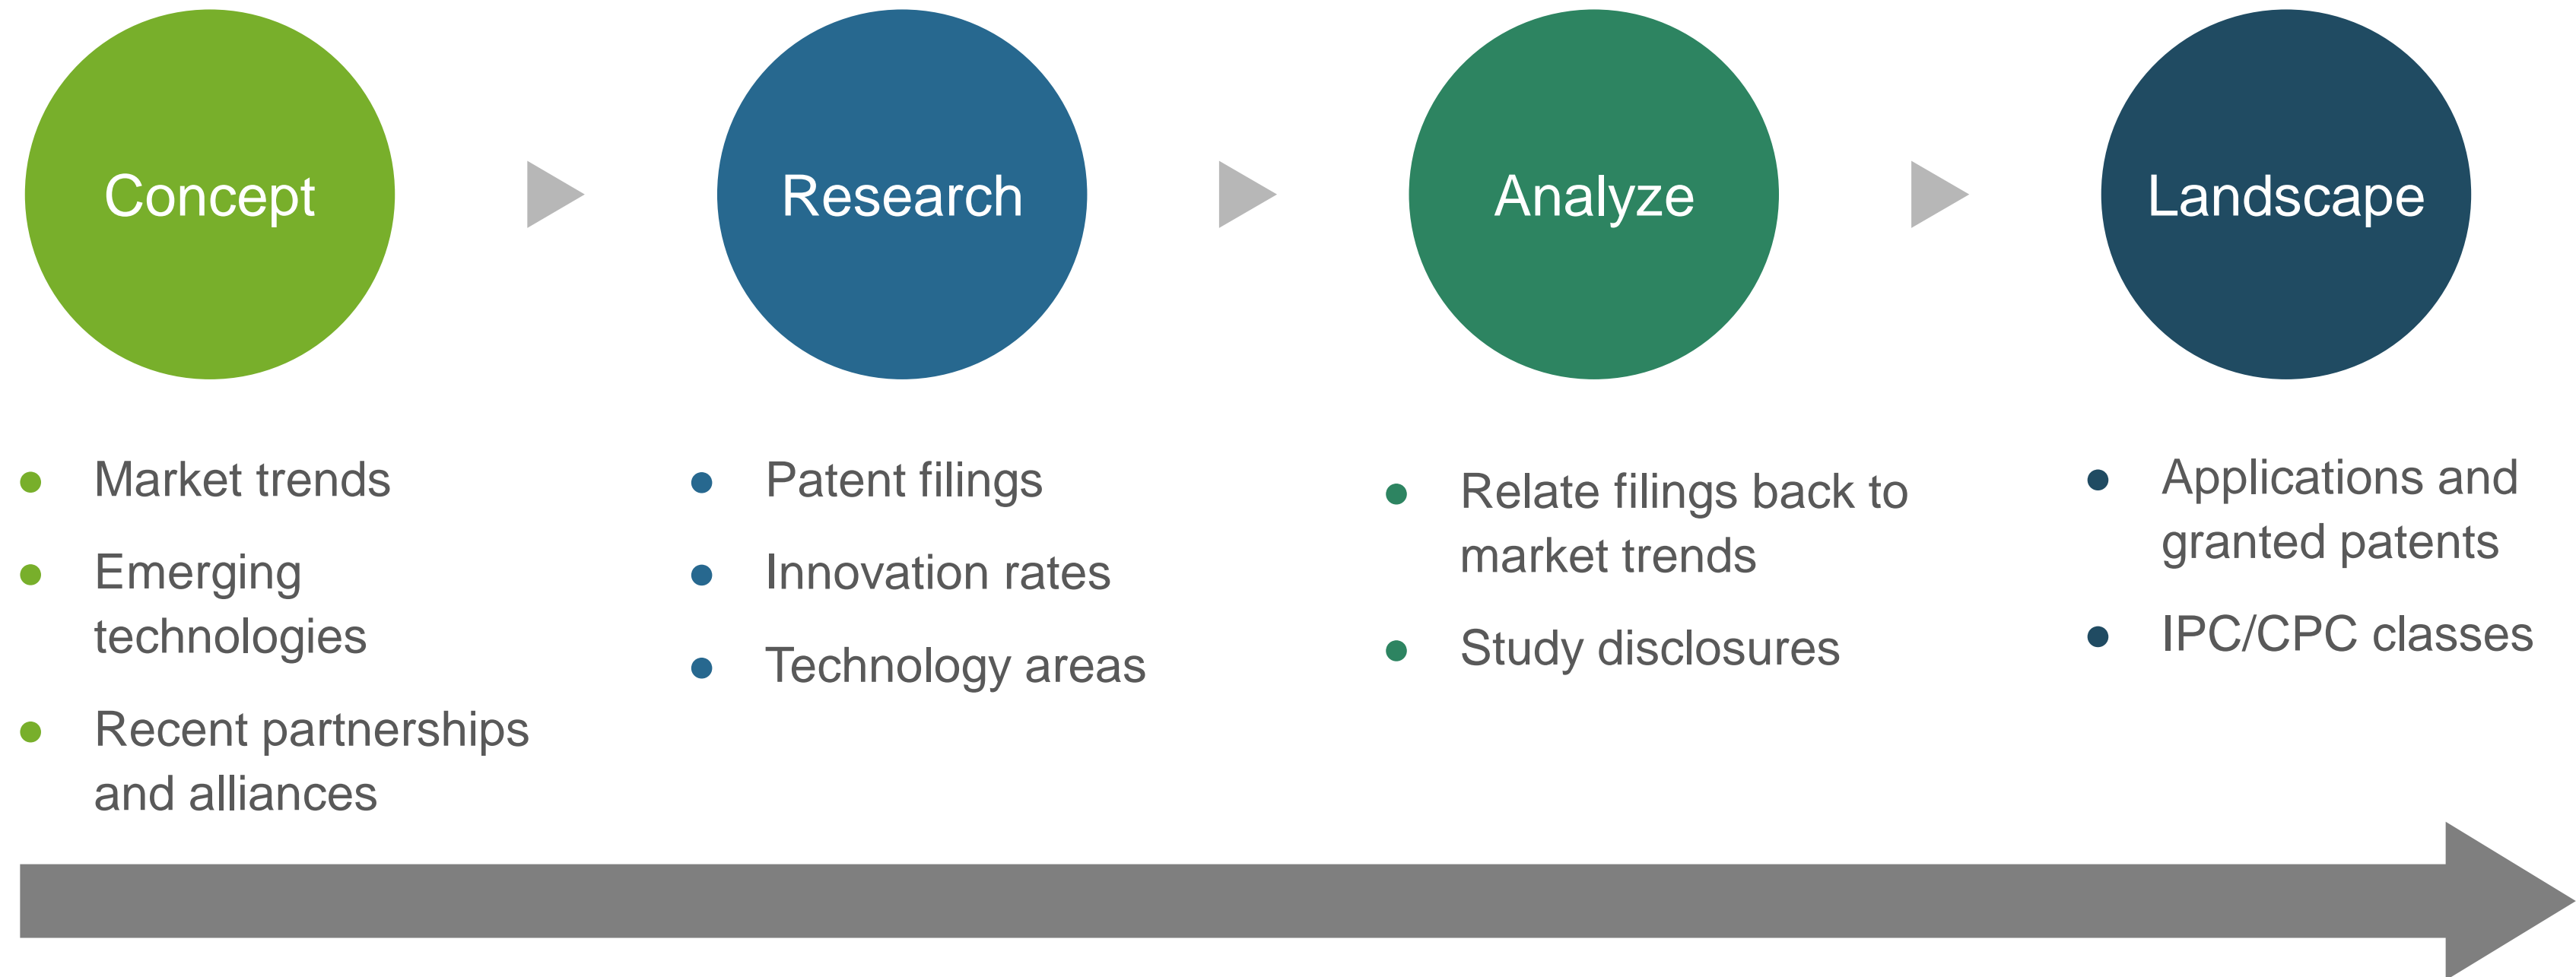 Concept
Research
Analyze
Landscape
Market trends
Emerging
technologies
Recent partnerships
and alliances
Patent filings
Innovation rates
Technology areas
Relate filings back to
market trends
Study disclosures
Applications and
granted patents
IPC/CPC classes